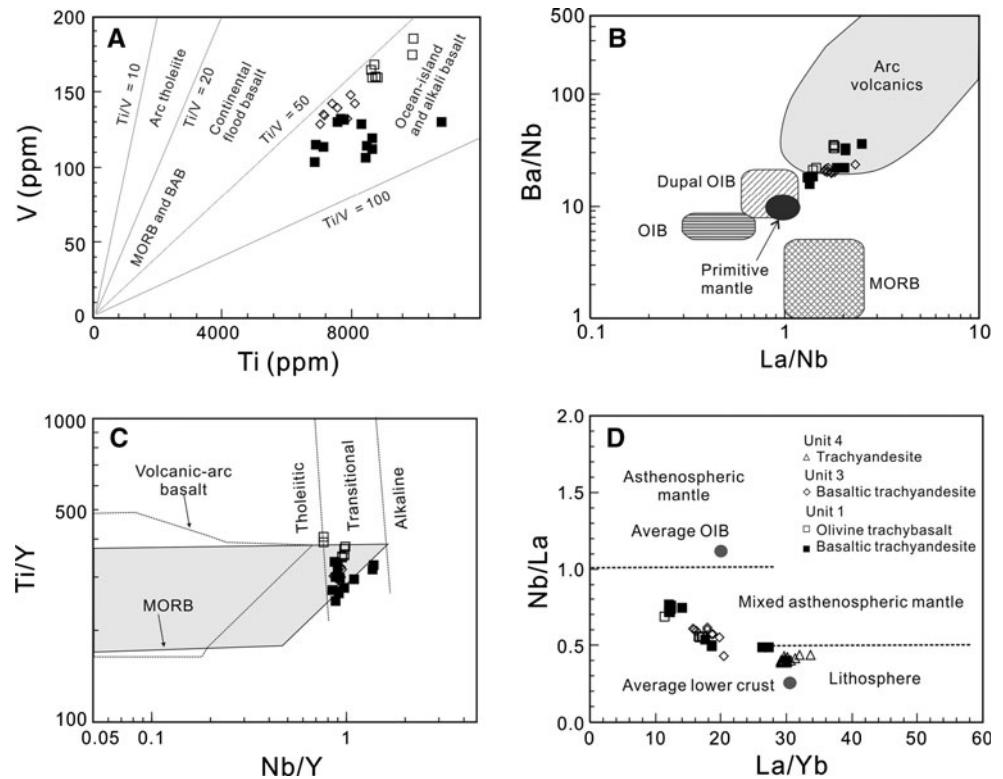 A
200
150
100
50
0
V (ppm)
Ti/V = 10
Arc tholeiite
Ti/V = 20
Continental
flood basalt
Ti/V = 50
Ocean-island
and alkali basalt
MORB and BAB
Ti/V = 100
0
4000
8000
Ti (ppm)
B
500
100
10
1
Ba/Nb
Arc
volcanics
Dupal OIB
OIB
Primitive
mantle
MORB
0.1
1
10
La/Nb
C
1000
500
100
Ti/Y
Volcanic-arc
basalt
Tholeiitic
Transitional
Alkaline
MORB
0.05
0.1
1
Nb/Y
D
2.0
1.5
1.0
0.5
0.0
Nb/La
Unit 4
Trachyandesite
Unit 3
Basaltic trachyandesite
Unit 1
Olivine trachybasalt
Basaltic trachyandesite
Asthenospheric
mantle
Average OIB
Mixed asthenospheric mantle
Average lower crust
Lithosphere
0
10
20
30
40
50
60
La/Yb